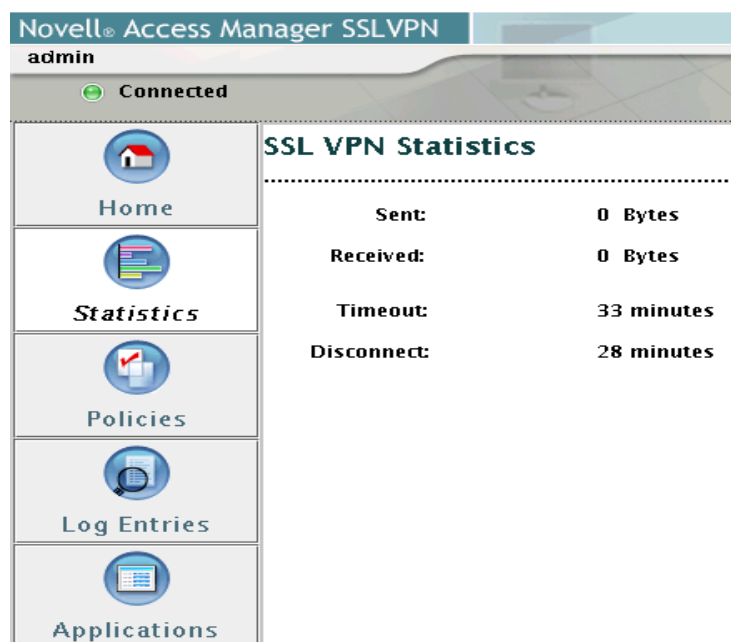 Novell® Access Manager SSLVPN
admin
Connected
Home
Statistics
Policies
Log Entries
Applications
SSL VPN Statistics
Sent: 0 Bytes
Received: 0 Bytes
Timeout: 33 minutes
Disconnect: 28 minutes